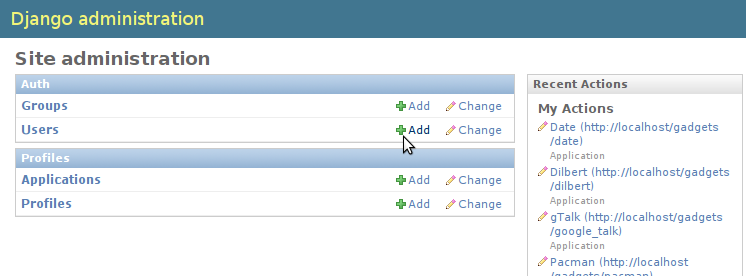 Django administration
Site administration
Auth
Groups Add Change
Users Add Change
Profiles
Applications Add Change
Profiles Add Change
Recent Actions
My Actions
Date (http://localhost/gadgets
/date)
Application
Dilbert (http://localhost/gadgets
/dilbert)
Application
gTalk (http://localhost/gadgets
/google_talk)
Application
Pacman (http://localhost
/gadgets/pacman)